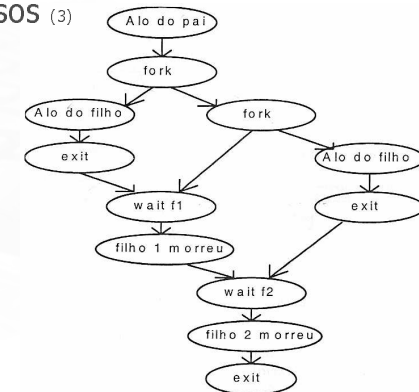 sos (3)
Alo do pai
fork
Alo do filho
fork
exit
Alo do filho
wait f1
exit
filho 1 morreu
wait f2
filho 2 morreu
exit